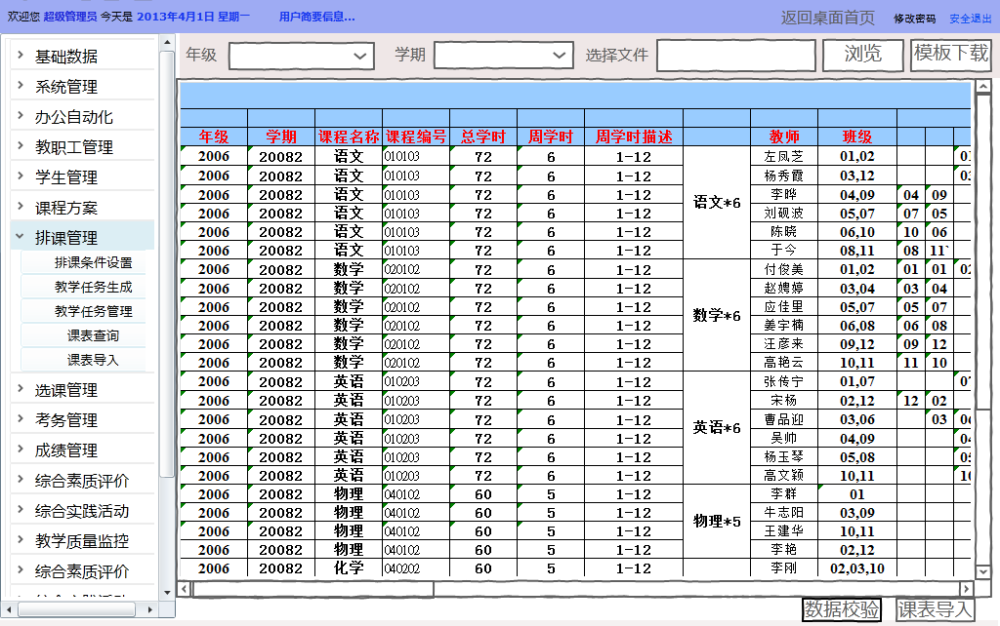 欢迎您 超级管理员 今天是 2013年4月1日 星期一 用户简要信息... 返回桌面首页 修改密码 安全退出
基础数据
系统管理
办公自动化
教职工管理
学生管理
课程方案
排课管理
排课条件设置
教学任务生成
教学任务管理
课表查询
课表导入
选课管理
考务管理
成绩管理
综合素质评价
综合实践活动
教学质量监控
综合素质评价
年级 学期 选择文件 浏览 模板下载
年级 学期 课程名称 课程编号 总学时 周学时 周学时描述 教师 班级
2006 20082 语文 010103 72 6 1-12 左凤芝 01,02
2006 20082 语文 010103 72 6 1-12 杨秀霞 03,12
2006 20082 语文 010103 72 6 1-12 李晔 04,09 04 09
语文*6
2006 20082 语文 010103 72 6 1-12 刘砚波 05,07 07 05
2006 20082 语文 010103 72 6 1-12 陈晓 06,10 10 06
2006 20082 语文 010103 72 6 1-12 于今 08,11 08 11`
2006 20082 数学 020102 72 6 1-12 付俊美 01,02 01 01
2006 20082 数学 020102 72 6 1-12 赵娉婷 03,04 03 04
2006 20082 数学 020102 72 6 1-12 应佳里 05,07 05 07
数学*6
2006 20082 数学 020102 72 6 1-12 姜宇楠 06,08 06 08
2006 20082 数学 020102 72 6 1-12 汪彦来 09,12 09 12
2006 20082 数学 020102 72 6 1-12 高艳云 10,11 11 10
2006 20082 英语 010203 72 6 1-12 张传宁 01,07
2006 20082 英语 010203 72 6 1-12 宋杨 02,12 12 02
2006 20082 英语 010203 72 6 1-12 曹品迎 03,06 03
英语*6
2006 20082 英语 010203 72 6 1-12 吴帅 04,09
2006 20082 英语 010203 72 6 1-12 杨玉琴 05,08
2006 20082 英语 010203 72 6 1-12 高文颖 10,11
2006 20082 物理 040102 60 5 1-12 李群 01
2006 20082 物理 040102 60 5 1-12 牛志阳 03,09
物理*5
2006 20082 物理 040102 60 5 1-12 王建华 10,11
2006 20082 物理 040102 60 5 1-12 李艳 02,12
2006 20082 化学 040202 60 5 1-12 李刚 02,03,10
数据校验 课表导入